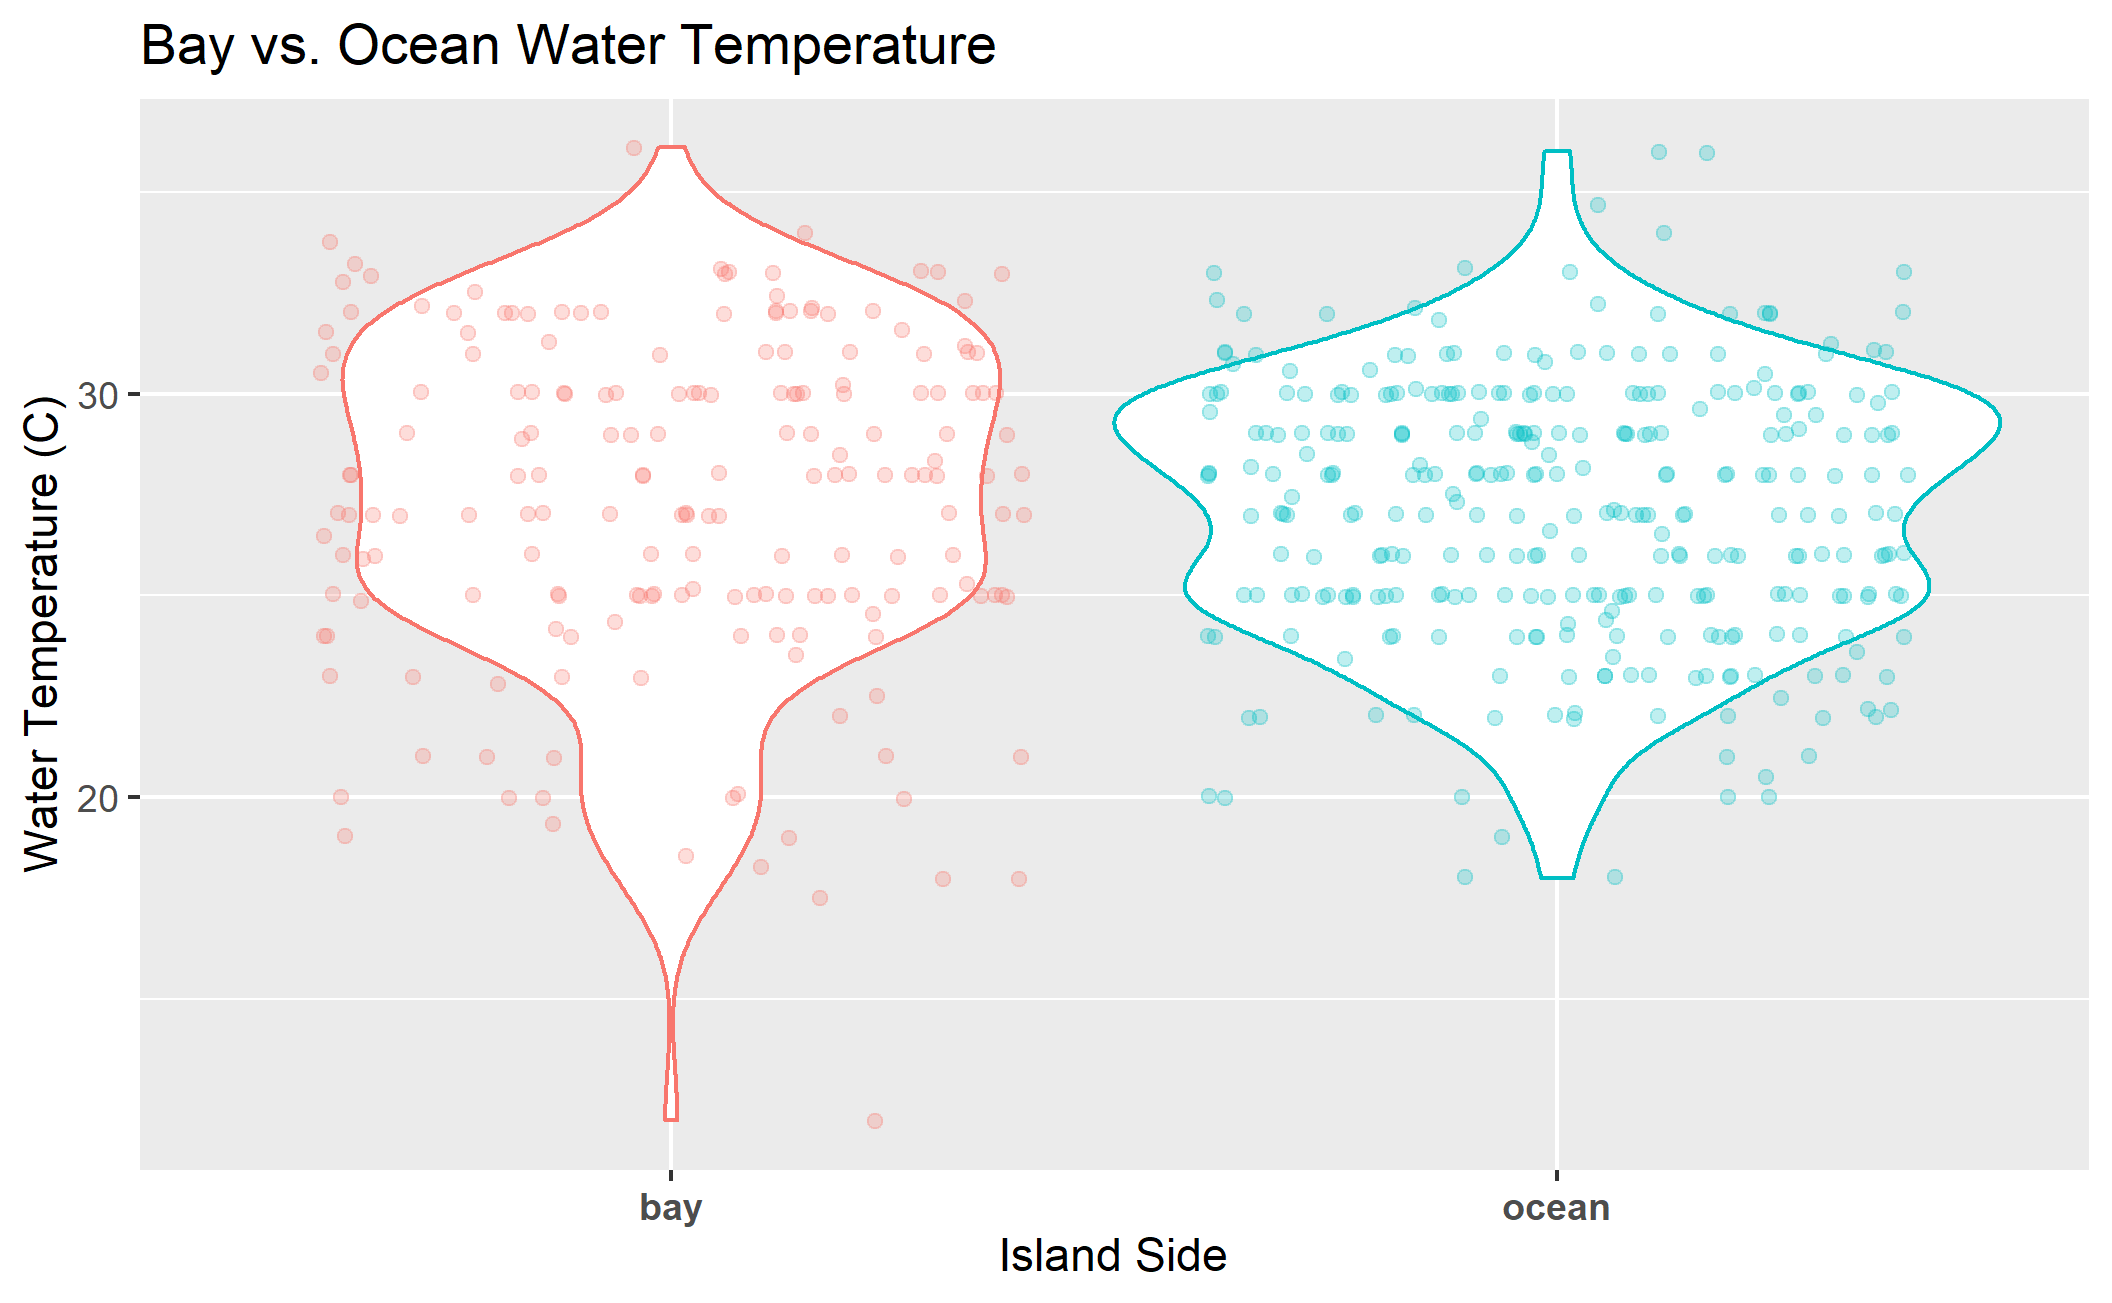 Bay vs. Ocean Water Temperature
Water Temperature (C)
30
20
bay
ocean
Island Side